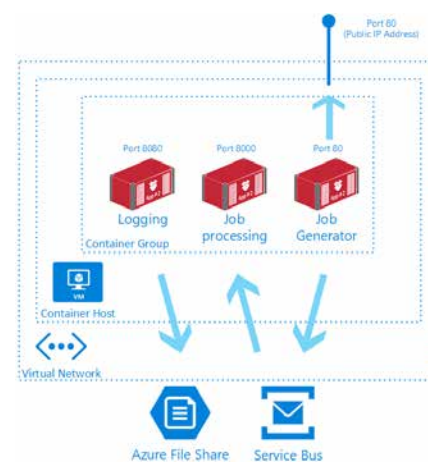 Port 80
(Public IP Address)
Port 8080
Port 8000
Port 80
Logging
Job
processing
Job
Generator
Container Group
VM
Container Host
Virtual Network
Azure File Share
Service Bus